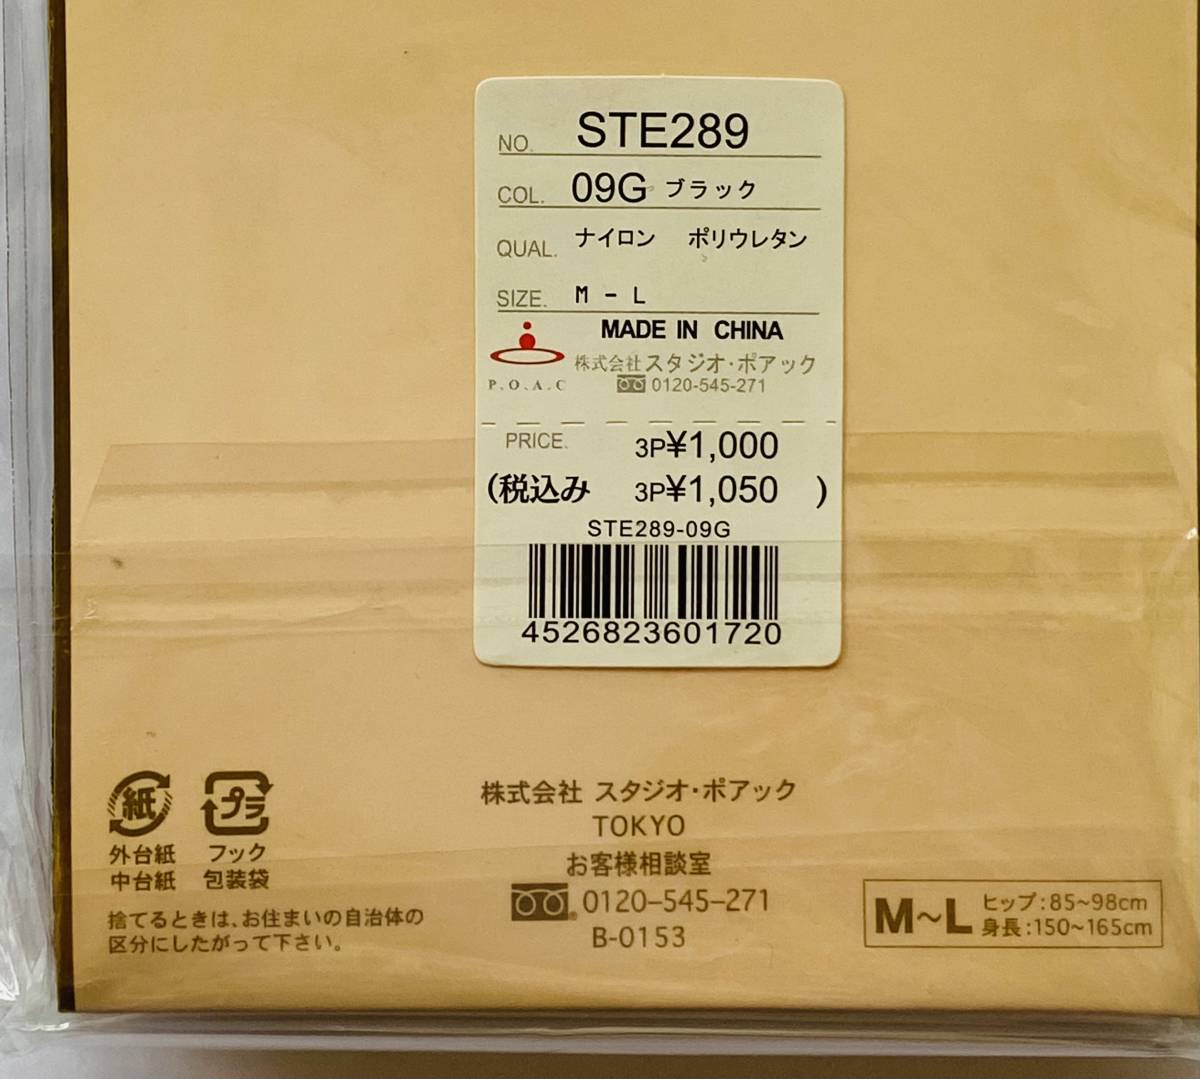 NO. STE289
COL. 09G ブラック
QUAL. ナイロン ポリウレタン
SIZE. M - L
MADE IN CHINA
株式会社スタジオ・ポアック
P.O.A.C 0120-545-271
PRICE. 3P¥1,000
(税込み 3P¥1,050 )
STE289-09G
4526823601720
紙
外台紙
中台紙
プラ
フック
包装袋
捨てるときは、お住まいの自治体の
区分にしたがって下さい。
株式会社 スタジオ・ポアック
TOKYO
お客様相談室
0120–545–271
B-0153
M～L ヒップ:85~98cm
身長:150~165cm